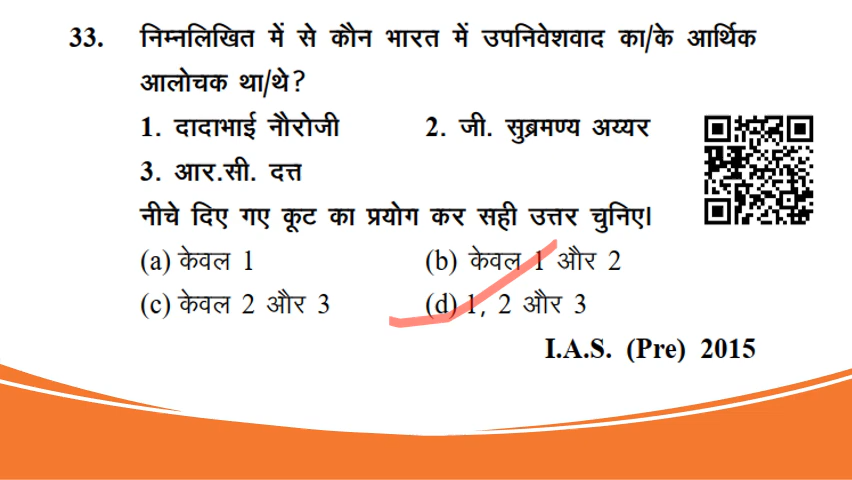 33. निम्नलिखित में से कौन भारत में उपनिवेशवाद का/के आर्थिक
आलोचक था/थे?
1. दादाभाई नौरोजी 2. जी. सुब्रमण्य अय्यर
3. आर.सी. दत्त
नीचे दिए गए कूट का प्रयोग कर सही उत्तर चुनिए।
(a) केवल 1 (b) केवल 1 और 2
(c) केवल 2 और 3 (d) 1, 2 और 3
I.A.S. (Pre) 2015